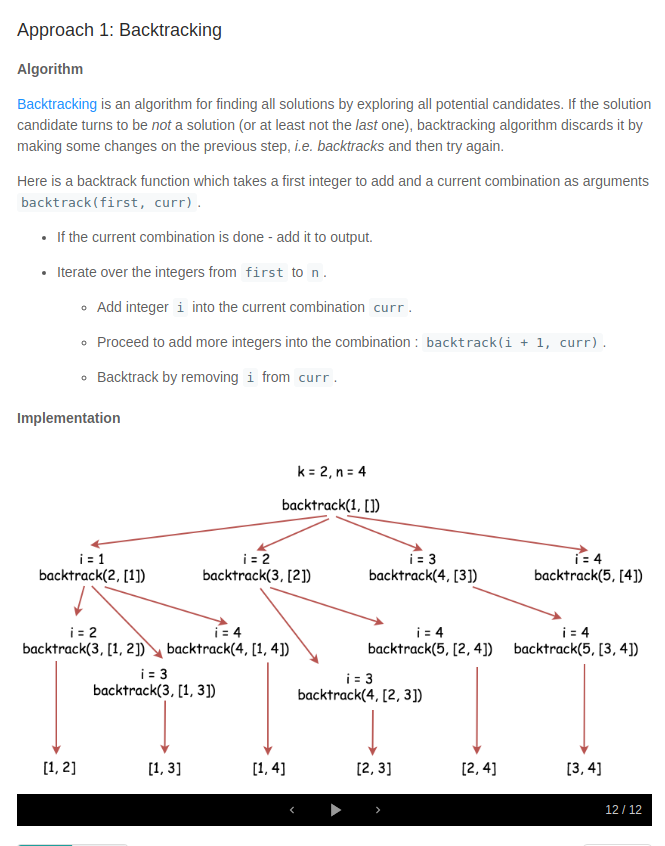 Approach 1: Backtracking
Algorithm
Backtracking is an algorithm for finding all solutions by exploring all potential candidates. If the solution
candidate turns to be not a solution (or at least not the last one), backtracking algorithm discards it by
making some changes on the previous step, i.e. backtracks and then try again.
Here is a backtrack function which takes a first integer to add and a current combination as arguments
backtrack(first, curr) .
• If the current combination is done - add it to output.
• Iterate over the integers from first to n .
◦ Add integer i into the current combination curr .
◦ Proceed to add more integers into the combination : backtrack(i + 1, curr) .
◦ Backtrack by removing i from curr .
Implementation
k = 2, n = 4
backtrack(1, [])
i = 1 i = 2 i = 3 i = 4
backtrack(2, [1]) backtrack(3, [2]) backtrack(4, [3]) backtrack(5, [4])
i = 2 i = 4 i = 4 i = 4
backtrack(3, [1, 2]) backtrack(4, [1, 4]) backtrack(5, [2, 4]) backtrack(5, [3, 4])
i = 3 i = 3
backtrack(3, [1, 3]) backtrack(4, [2, 3])
[1, 2] [1, 3] [1, 4] [2, 3] [2, 4] [3, 4]
12 / 12